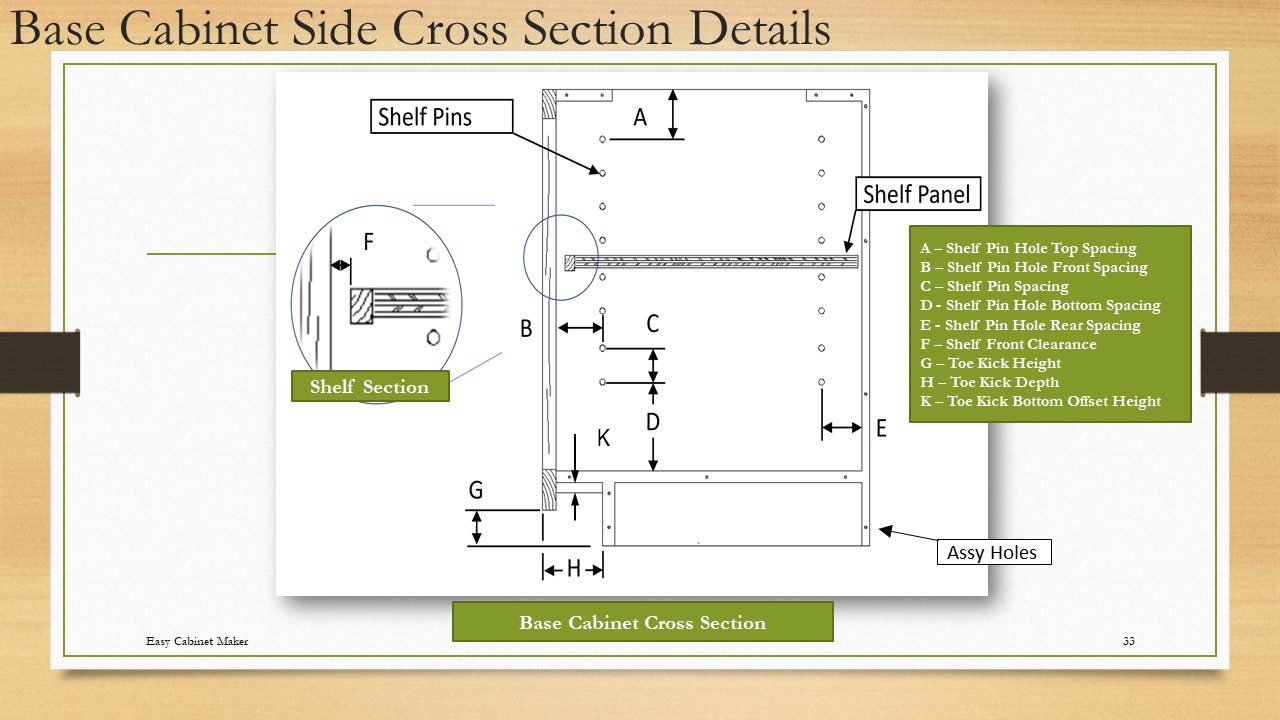 Base Cabinet Side Cross Section Details
Shelf Pins
A
Shelf Panel
F
A – Shelf Pin Hole Top Spacing
B – Shelf Pin Hole Front Spacing
C – Shelf Pin Spacing
D - Shelf Pin Hole Bottom Spacing
E - Shelf Pin Hole Rear Spacing
F – Shelf Front Clearance
G – Toe Kick Height
H – Toe Kick Depth
K – Toe Kick Bottom Offset Height
B
C
Shelf Section
D
E
K
G
Assy Holes
H
Base Cabinet Cross Section
Easy Cabinet Maker
33